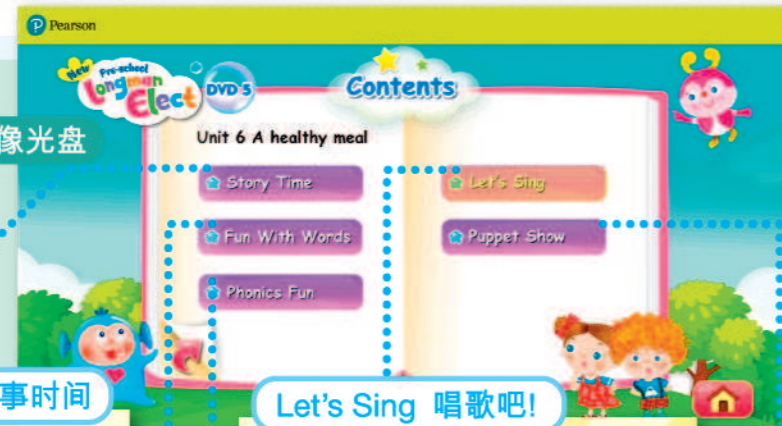 Pearson
New Pre-school
Longman
Elect
DVD 5
Contents
像光盘
Unit 6 A healthy meal
Story Time
Let's Sing
Fun With Words
Puppet Show
Phonics Fun
事时间
Let's Sing 唱歌吧!